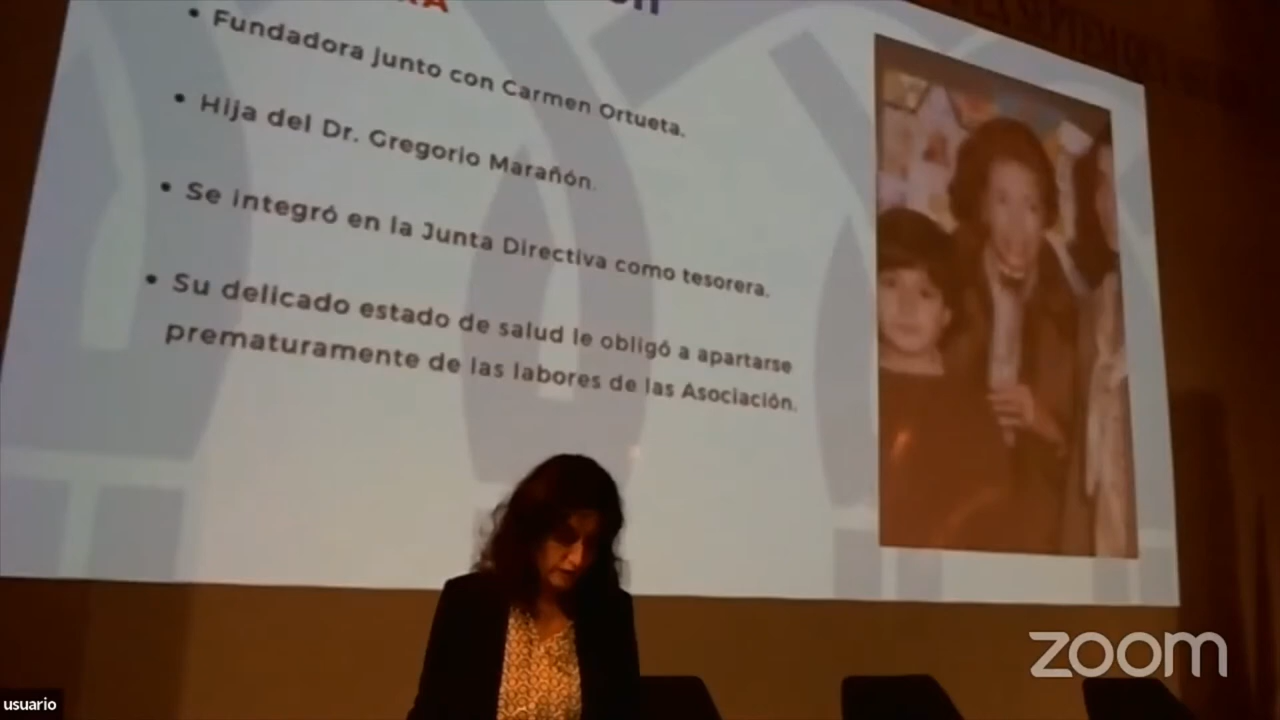 • Fundadora junto con Carmen Ortueta.
• Hija del Dr. Gregorio Marañón.
• Se integró en la Junta Directiva como tesorera.
• Su delicado estado de salud le obligó a apartarse
prematuramente de las labores de las Asociación.
zoom
usuario